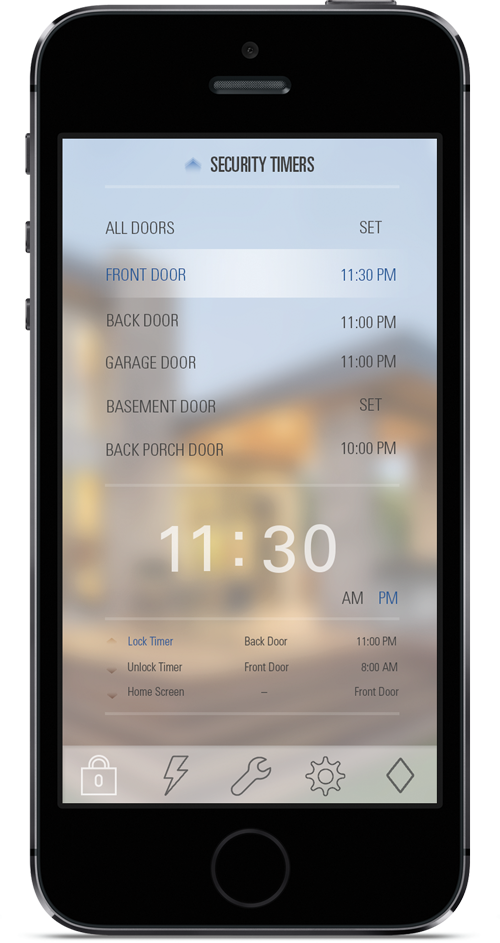 SECURITY TIMERS
ALL DOORS SET
FRONT DOOR 11:30 PM
BACK DOOR 11:00 PM
GARAGE DOOR 11:00 PM
BASEMENT DOOR SET
BACK PORCH DOOR 10:00 PM
11:30
AM PM
Lock Timer Back Door 11:00 PM
Unlock Timer Front Door 8:00 AM
Home Screen – Front Door
0